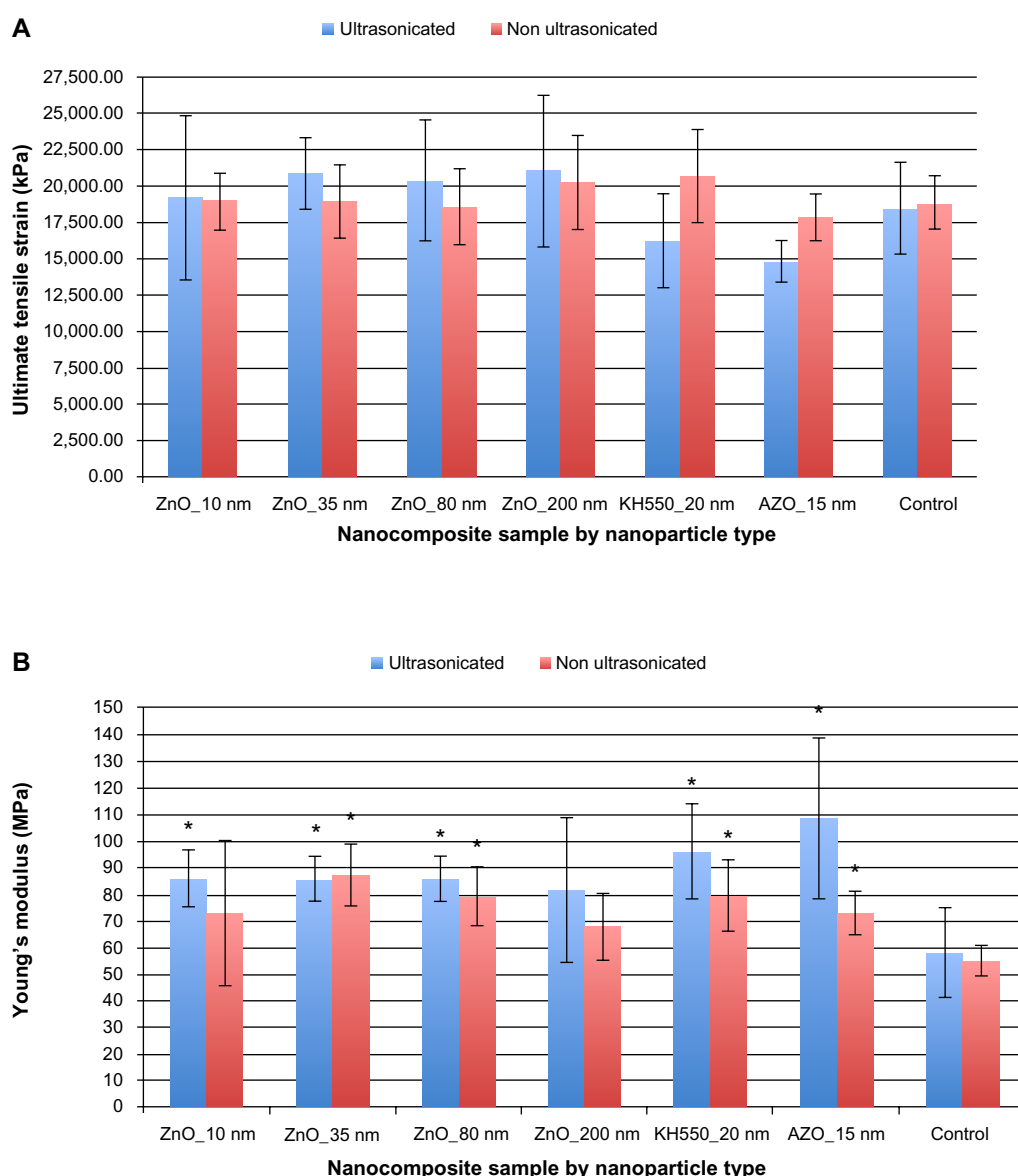 A
Ultrasonicated Non ultrasonicated
27,500.00
25,000.00
22,500.00
20,000.00
17,500.00
15,000.00
12,500.00
10,000.00
7,500.00
5,000.00
2,500.00
0.00
Ultimate tensile strain (kPa)
ZnO_10 nm ZnO_35 nm ZnO_80 nm ZnO_200 nm KH550_20 nm AZO_15 nm Control
Nanocomposite sample by nanoparticle type
B
Ultrasonicated Non ultrasonicated
150
140
130
120
110
100
90
80
70
60
50
40
30
20
10
0
Young's modulus (MPa)
* * * * * * * * *
ZnO_10 nm ZnO_35 nm ZnO_80 nm ZnO_200 nm KH550_20 nm AZO_15 nm Control
Nanocomposite sample by nanoparticle type